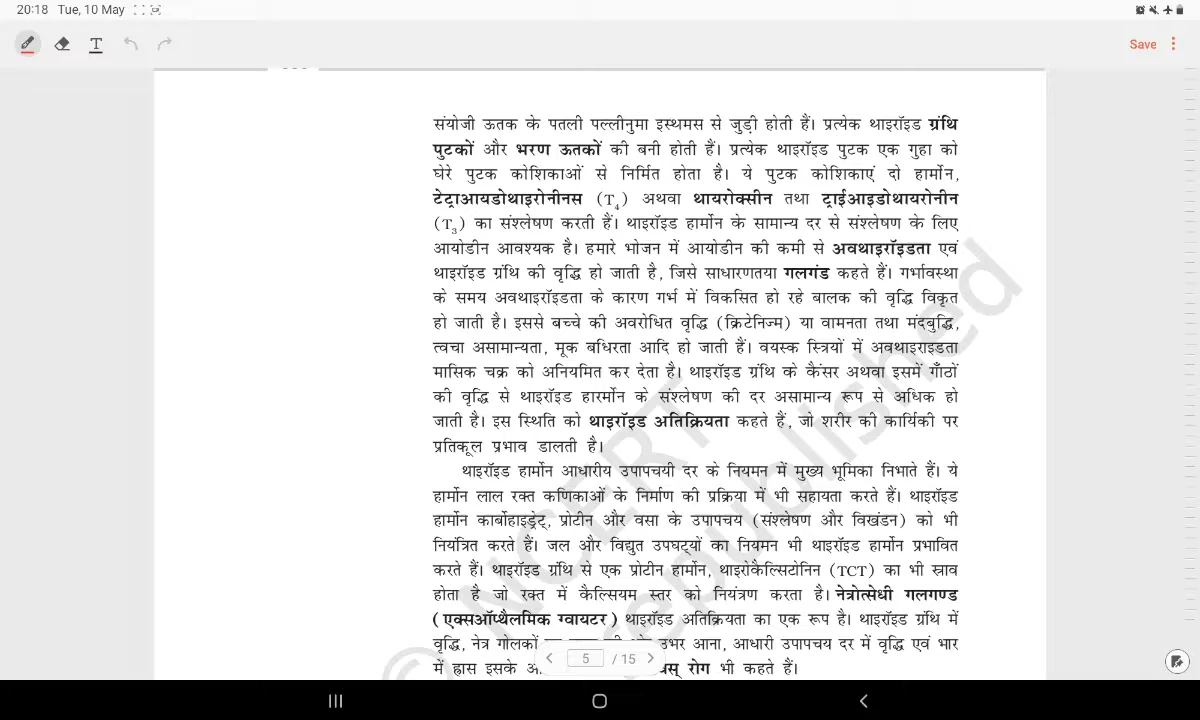 20:18 Tue, 10 May
T
Save
संयोजी ऊतक के पतली पल्लीनुमा इस्थमस से जुड़ी होती हैं। प्रत्येक थाइरॉइड ग्रंथि
पुटकों और भरण ऊतकों की बनी होती हैं। प्रत्येक थाइरॉइड पुटक एक गुहा को
घेरे पुटक कोशिकाओं से निर्मित होता है। ये पुटक कोशिकाएं दो हार्मोन,
टेट्राआयडोथाइरोनीनस (T₄) अथवा थायरोक्सीन तथा ट्राईआइडोथायरोनीन
(T₃) का संश्लेषण करती हैं। थाइरॉइड हार्मोन के सामान्य दर से संश्लेषण के लिए
आयोडीन आवश्यक है। हमारे भोजन में आयोडीन की कमी से अवथाइरॉइडता एवं
थाइरॉइड ग्रंथि की वृद्धि हो जाती है, जिसे साधारणतया गलगंड कहते हैं। गर्भावस्था
के समय अवथाइरॉइडता के कारण गर्भ में विकसित हो रहे बालक की वृद्धि विकृत
हो जाती है। इससे बच्चे की अवरोधित वृद्धि (क्रिटेनिज्म) या वामनता तथा मंदबुद्धि,
त्वचा असामान्यता, मूक बधिरता आदि हो जाती हैं। वयस्क स्त्रियों में अवथाइराइडता
मासिक चक्र को अनियमित कर देता है। थाइरॉइड ग्रंथि के कैंसर अथवा इसमें गाँठों
की वृद्धि से थाइरॉइड हारमोंन के संश्लेषण की दर असामान्य रूप से अधिक हो
जाती है। इस स्थिति को थाइरॉइड अतिक्रियता कहते हैं, जो शरीर की कार्यिकी पर
प्रतिकूल प्रभाव डालती है।
थाइरॉइड हार्मोन आधारीय उपापचयी दर के नियमन में मुख्य भूमिका निभाते हैं। ये
हार्मोन लाल रक्त कणिकाओं के निर्माण की प्रक्रिया में भी सहायता करते हैं। थाइरॉइड
हार्मोन कार्बोहाइड्रेट्, प्रोटीन और वसा के उपापचय (संश्लेषण और विखंडन) को भी
नियंत्रित करते हैं। जल और विद्युत उपघट्यों का नियमन भी थाइरॉइड हार्मोन प्रभावित
करते हैं। थाइरॉइड ग्रंथि से एक प्रोटीन हार्मोन, थाइरोकैल्सिटोनिन (TCT) का भी स्राव
होता है जो रक्त में कैल्सियम स्तर को नियंत्रण करता है। नेत्रोत्सेधी गलगण्ड
(एक्सऑप्थैलमिक ग्वायटर) थाइरॉइड अतिक्रियता का एक रूप है। थाइरॉइड ग्रंथि में
वृद्धि, नेत्र गोलकों उभर आना, आधारी उपापचय दर में वृद्धि एवं भार
में ह्रास इसके रोग भी कहते हैं।
© NCERT
republished
5 / 15